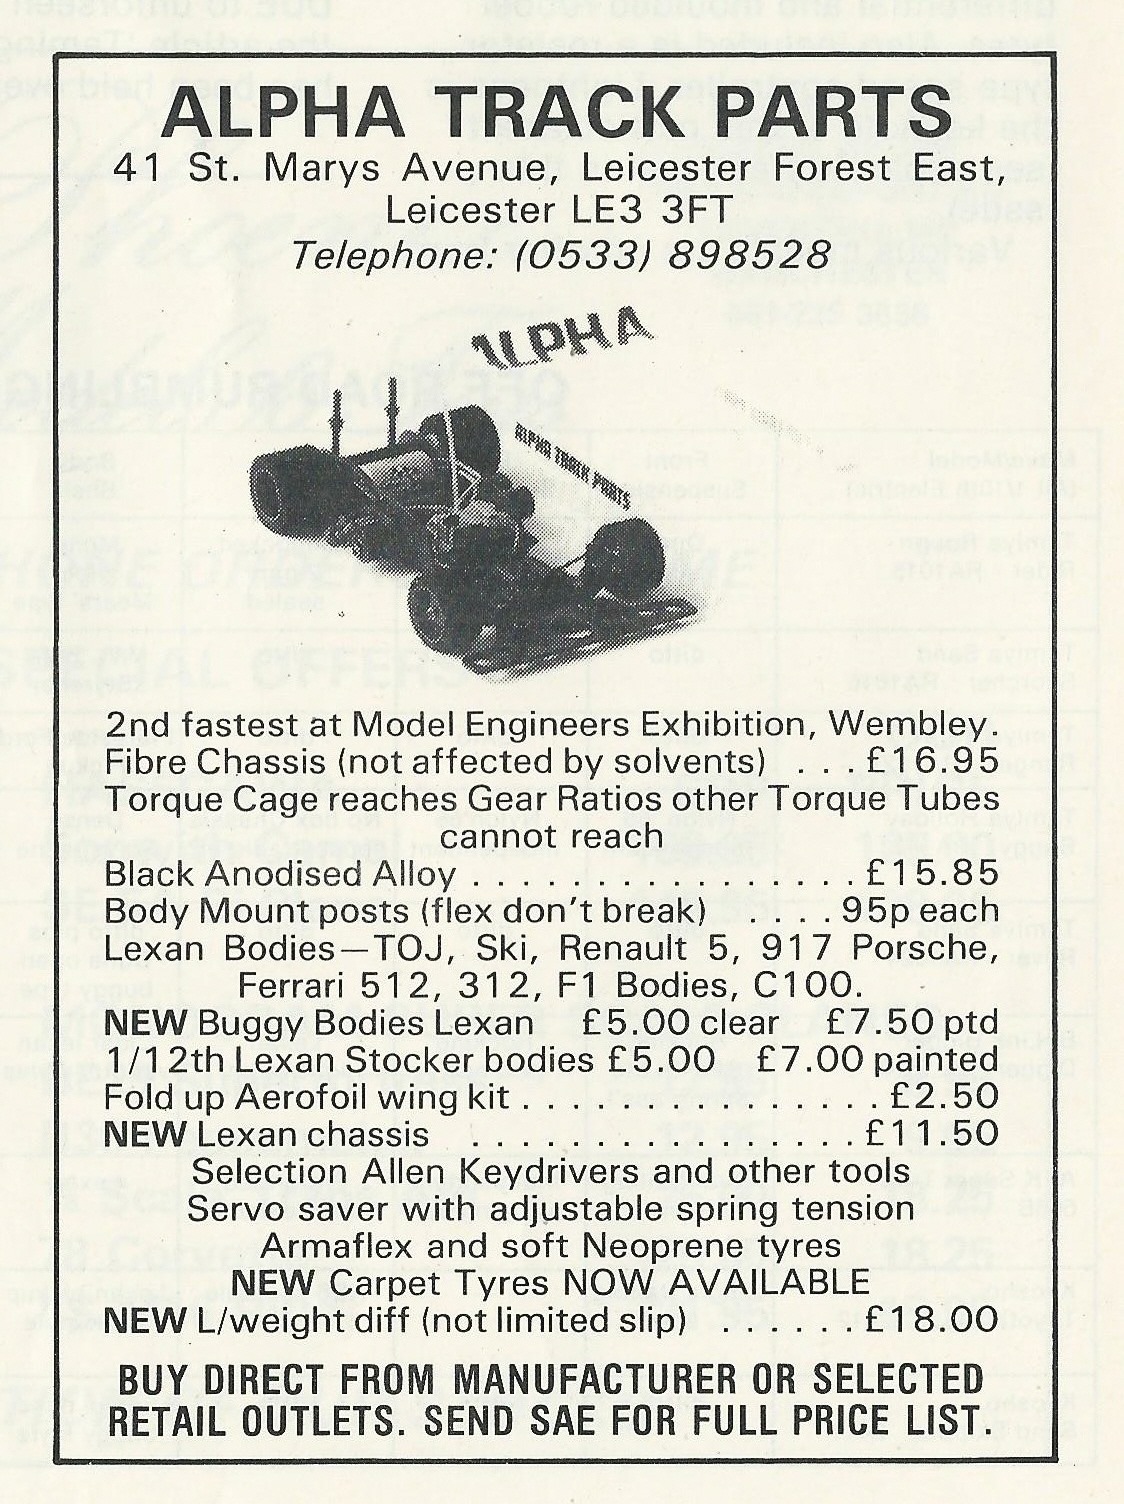 ALPHA TRACK PARTS
41 St. Marys Avenue, Leicester Forest East,
Leicester LE3 3FT
Telephone: (0533) 898528
ALPHA
ALPHA TRACK PARTS
2nd fastest at Model Engineers Exhibition, Wembley.
Fibre Chassis (not affected by solvents) . . . £16.95
Torque Cage reaches Gear Ratios other Torque Tubes
cannot reach
Black Anodised Alloy . . . . . . . . . . . . . . . . £15.85
Body Mount posts (flex don't break) . . . . 95p each
Lexan Bodies—TOJ, Ski, Renault 5, 917 Porsche,
Ferrari 512, 312, F1 Bodies, C100.
NEW Buggy Bodies Lexan £5.00 clear £7.50 ptd
1/12th Lexan Stocker bodies £5.00 £7.00 painted
Fold up Aerofoil wing kit . . . . . . . . . . . . . . . £2.50
NEW Lexan chassis . . . . . . . . . . . . . . . . £11.50
Selection Allen Keydrivers and other tools
Servo saver with adjustable spring tension
Armaflex and soft Neoprene tyres
NEW Carpet Tyres NOW AVAILABLE
NEW L/weight diff (not limited slip) . . . . . . £18.00
BUY DIRECT FROM MANUFACTURER OR SELECTED
RETAIL OUTLETS. SEND SAE FOR FULL PRICE LIST.